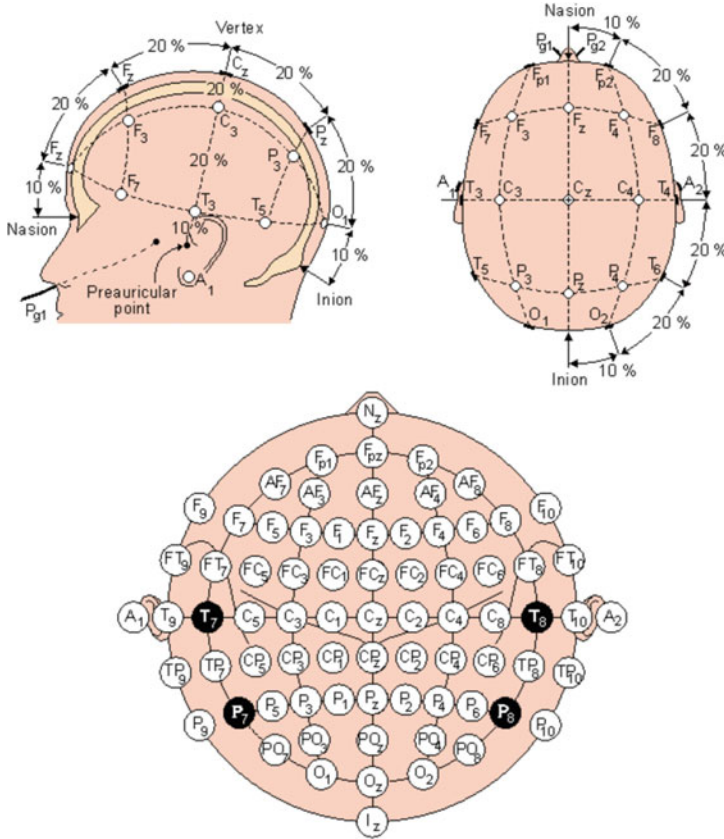 Vertex
20 %
20 %
Fz
Cz
20 %
20 %
20 %
F3
C3
Pz
Fz
P3
20 %
20 %
10 %
F7
T3
T5
O1
Nasion
10 %
10 %
A1
Preauricular
point
Inion
Pg1
Nasion
10 %
Pg1
Pg2
Fp1
Fp2
20 %
F7
F3
Fz
F4
F8
20 %
A1
T3
C3
Cz
C4
T4
A2
20 %
T5
P3
Pz
P4
T6
O1
O2
20 %
10 %
Inion
Nz
Fp1
Fpz
Fp2
AF7
AF3
AFz
AF4
AF8
F9
F7
F5
F3
F1
Fz
F2
F4
F6
F8
F10
FT9
FT7
FC5
FC3
FC1
FCz
FC2
FC4
FC6
FT8
FT10
A1
T9
T7
C5
C3
C1
Cz
C2
C4
C8
T8
T10
A2
TP9
TP7
CP5
CP3
CP1
CPz
CP2
CP4
CP6
TP8
TP10
P9
P7
P5
P3
P1
Pz
P2
P4
P6
P8
P10
PO7
PO3
POz
PO4
PO8
O1
Oz
O2
Iz